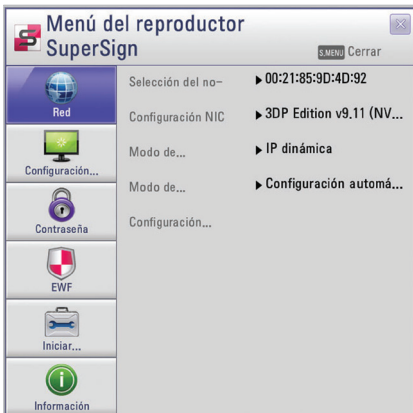 Menú del reproductor
SuperSign
S.MENU Cerrar
Red
Configuración...
Contraseña
EWF
Iniciar...
Información
Selección del no-
00:21:85:9D:4D:92
Configuración NIC
3DP Edition v9.11 (NV...
Modo de...
IP dinámica
Modo de...
Configuración automá...
Configuración...